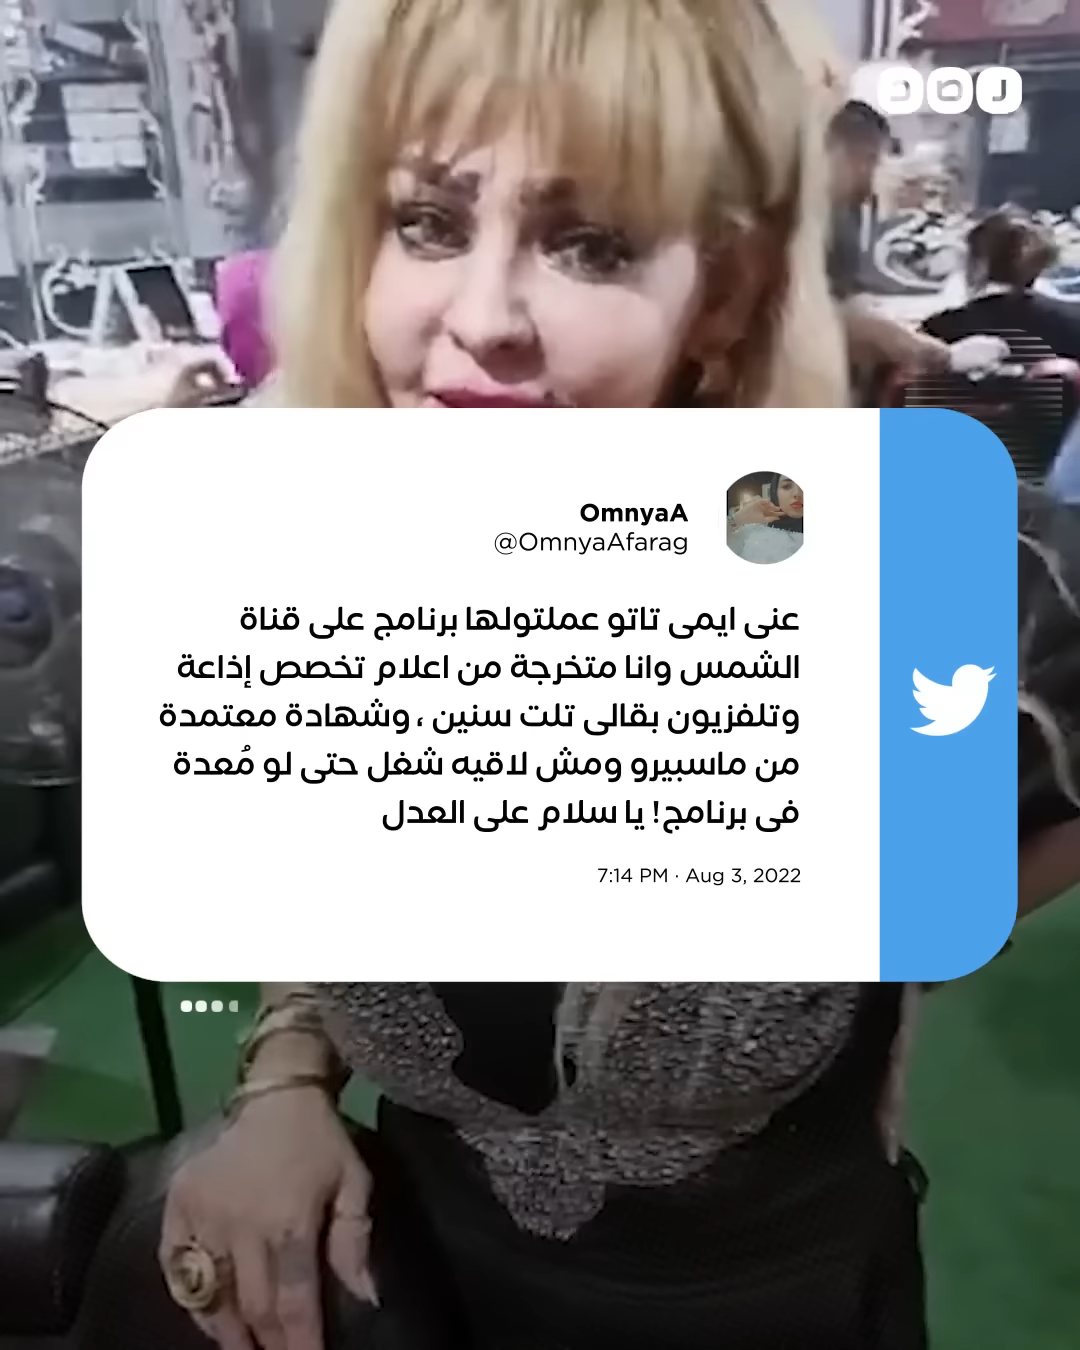 رصد
OmnyaA
@OmnyaAfarag
عنى ايمى تاتو عملتولها برنامج على قناة
الشمس وانا متخرجة من اعلام تخصص إذاعة
وتلفزيون بقالى تلت سنين ، وشهادة معتمدة
من ماسبيرو ومش لاقيه شغل حتى لو مُعدة
فى برنامج! يا سلام على العدل
7:14 PM · Aug 3, 2022